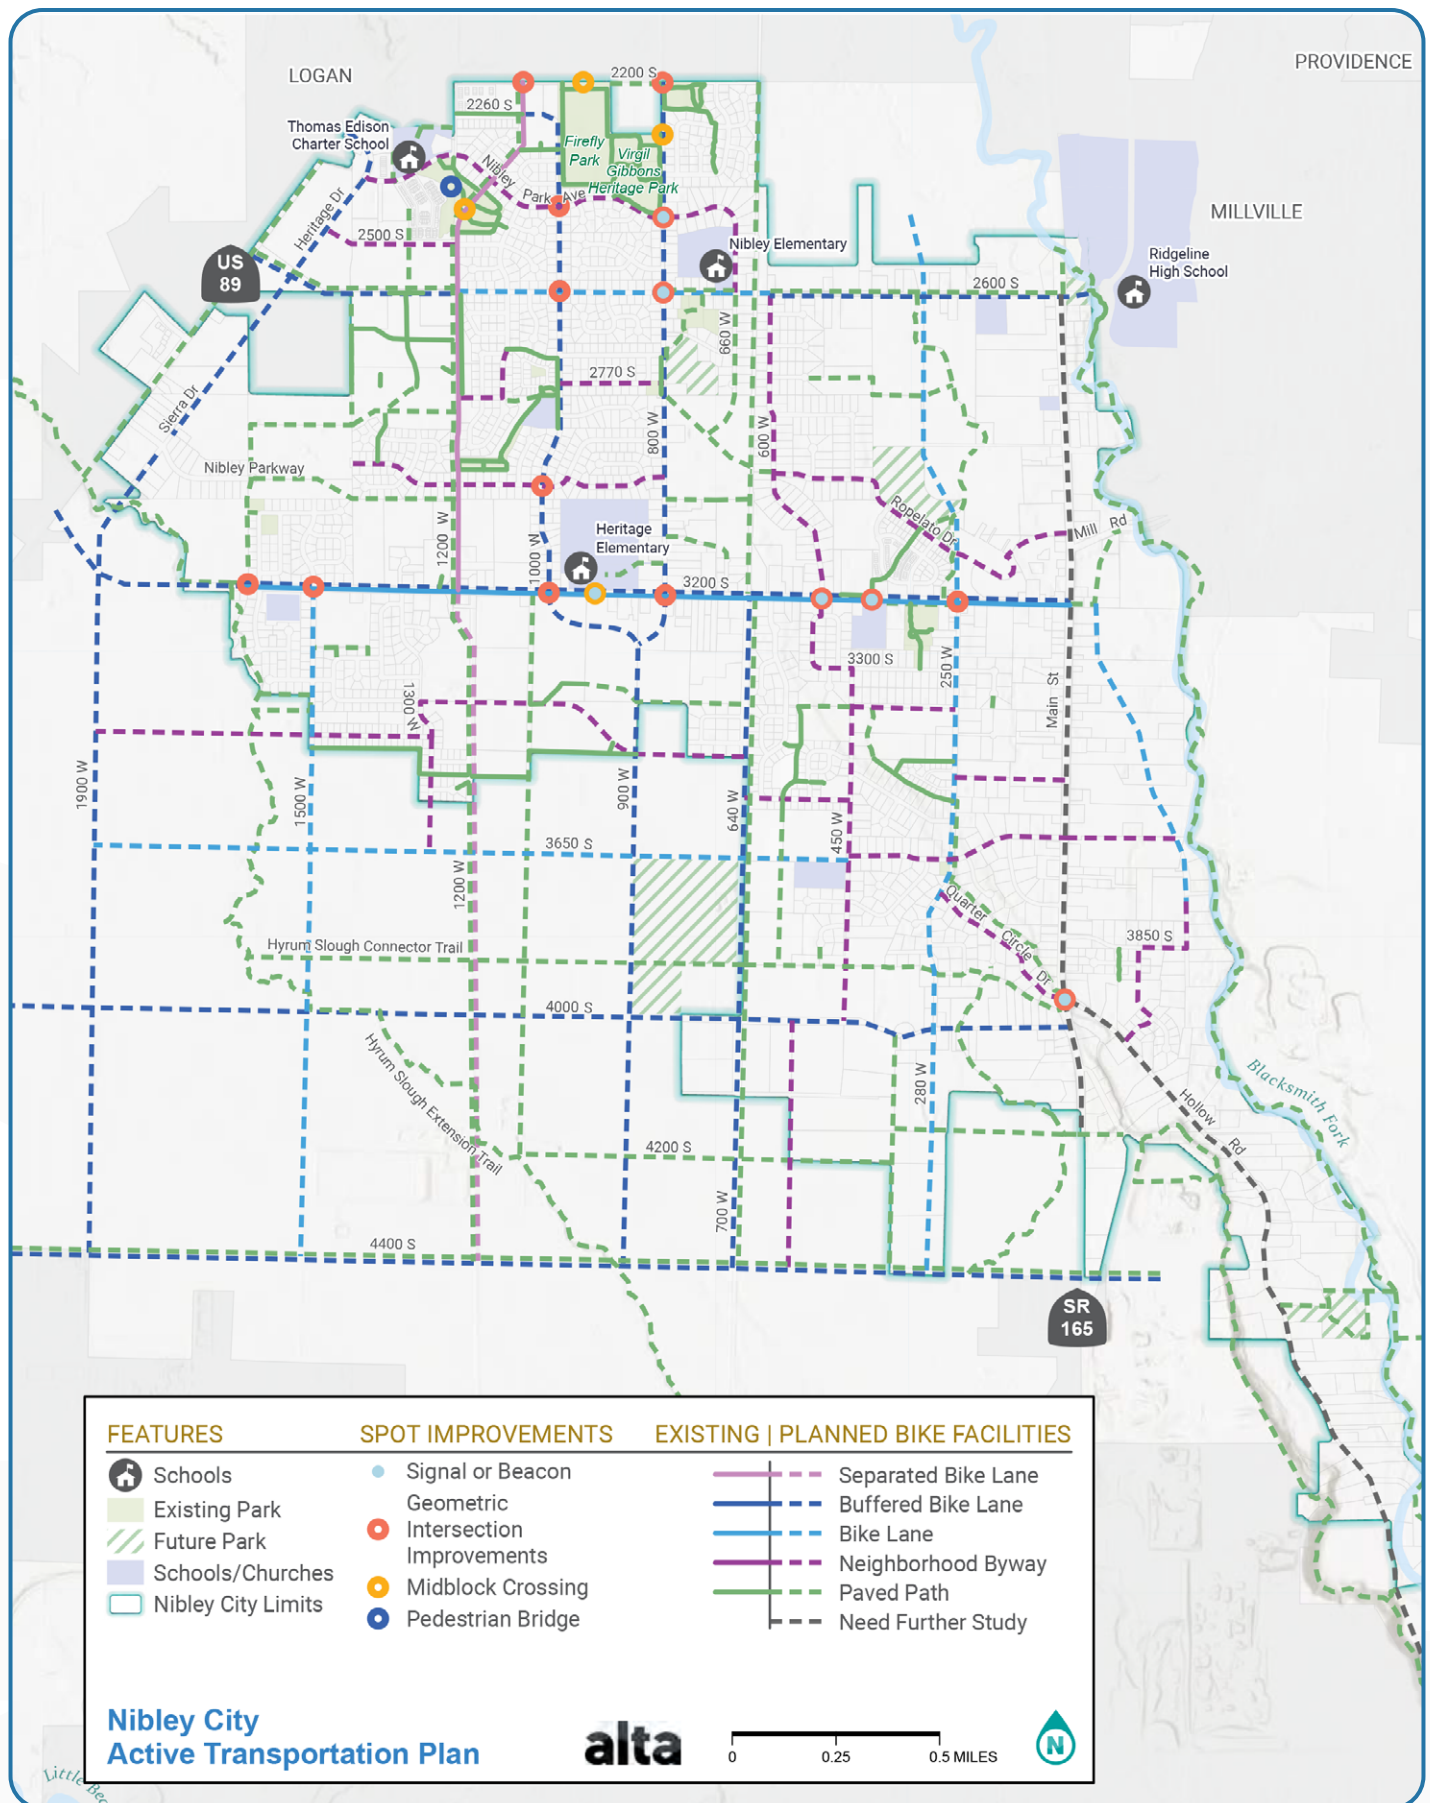 PROVIDENCE
LOGAN
2200 S
2260 S
Thomas Edison
Charter School
Firefly
Park
Virgil
Gibbons
Heritage Park
Nibley Park Ave
MILLVILLE
Heritage Dr
2500 S
Nibley Elementary
Ridgeline
High School
US
89
2600 S
660 W
2770 S
Sierra Dr
800 W
600 W
Nibley Parkway
Ropelato Dr
1200 W
1000 W
Heritage
Elementary
Mill Rd
3200 S
3300 S
250 W
1300 W
Main St
1900 W
1500 W
900 W
640 W
450 W
3650 S
1200 W
Quarter Circle Dr
3850 S
Hyrum Slough Connector Trail
4000 S
Hyrum Slough Extension Trail
280 W
Blacksmith Fork
Hollow Rd
4200 S
700 W
4400 S
SR
165
FEATURES
Schools
Existing Park
Future Park
Schools/Churches
Nibley City Limits
SPOT IMPROVEMENTS
Signal or Beacon
Geometric
Intersection
Improvements
Midblock Crossing
Pedestrian Bridge
EXISTING | PLANNED BIKE FACILITIES
Separated Bike Lane
Buffered Bike Lane
Bike Lane
Neighborhood Byway
Paved Path
Need Further Study
Nibley City
Active Transportation Plan
alta
0 0.25 0.5 MILES
N
Little